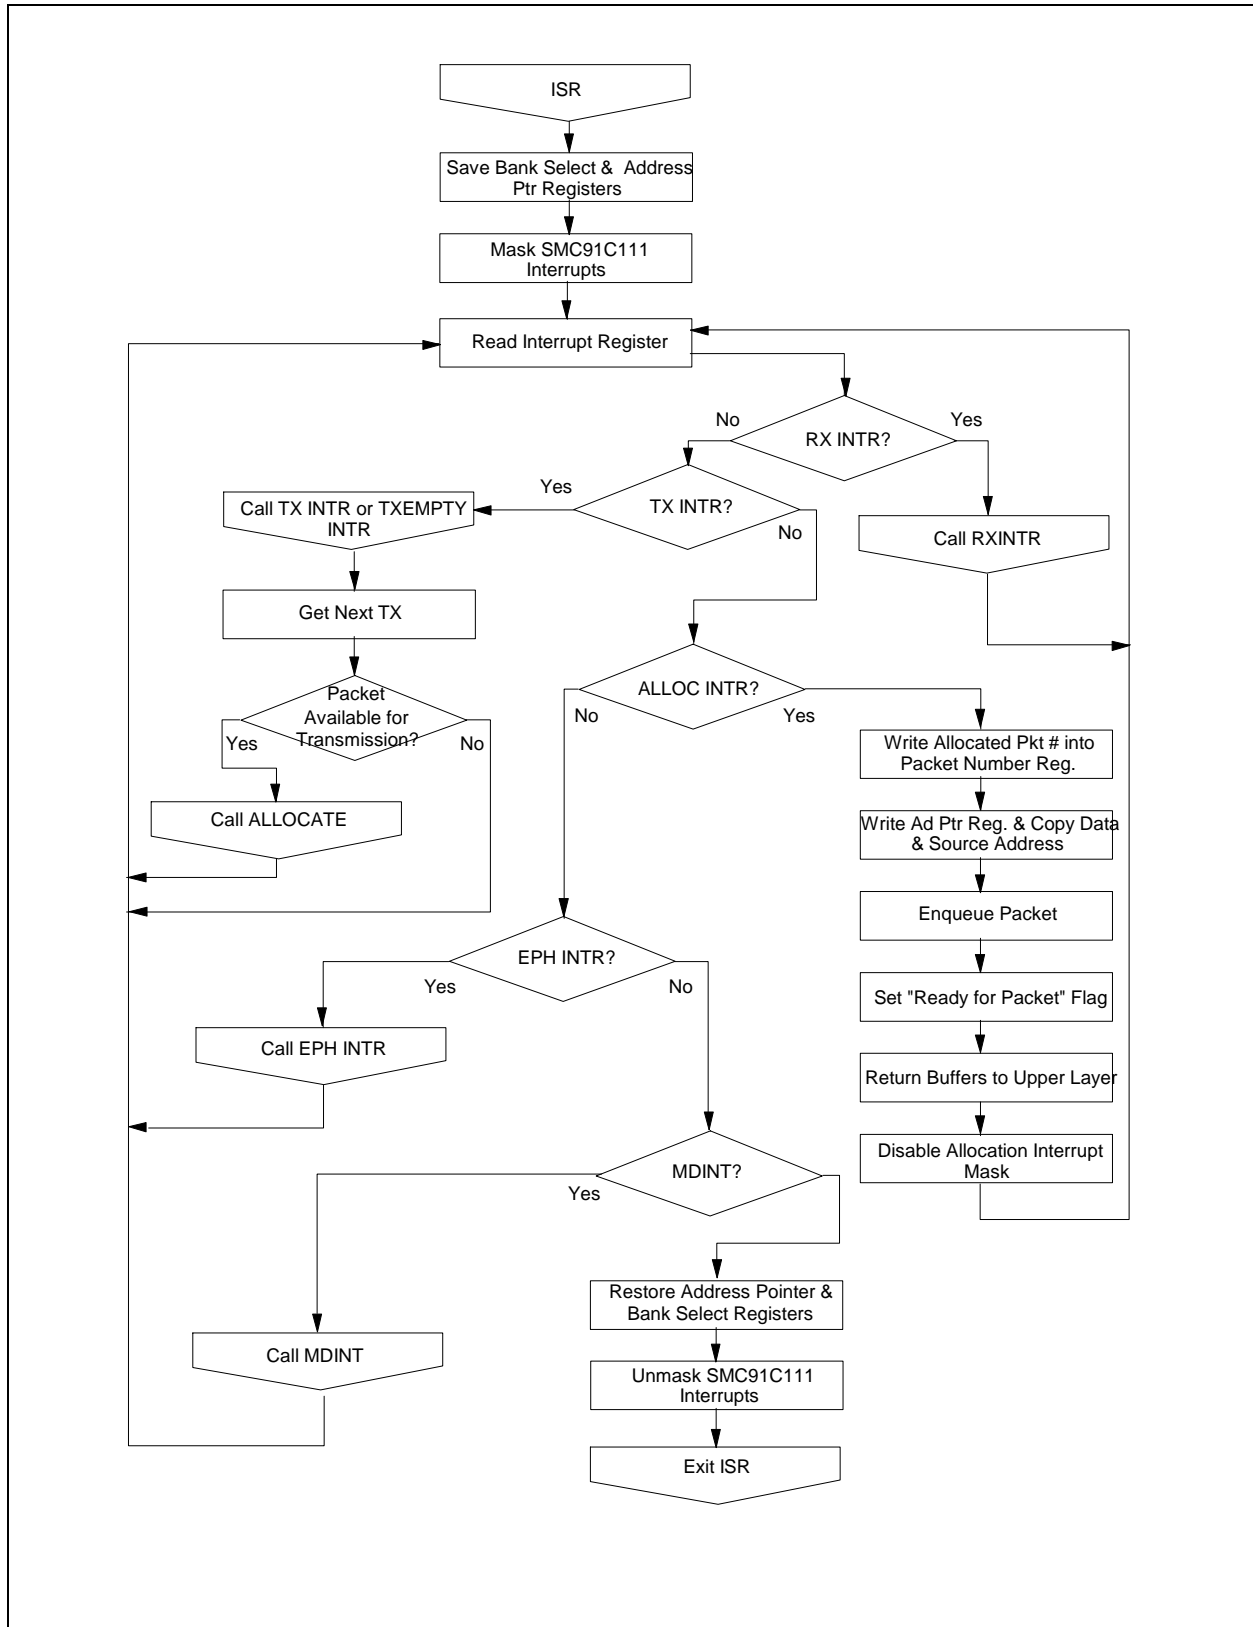 ISR
Save Bank Select & Address
Ptr Registers
Mask SMC91C111
Interrupts
Read Interrupt Register
No
Yes
RX INTR?
Yes
Call TX INTR or TXEMPTY
INTR
TX INTR?
No
Call RXINTR
Get Next TX
ALLOC INTR?
No
Yes
Packet
Available for
Transmission?
Yes
No
Write Allocated Pkt # into
Packet Number Reg.
Call ALLOCATE
Write Ad Ptr Reg. & Copy Data
& Source Address
Enqueue Packet
EPH INTR?
Yes
No
Set "Ready for Packet" Flag
Call EPH INTR
Return Buffers to Upper Layer
Disable Allocation Interrupt
Mask
MDINT?
Yes
Restore Address Pointer &
Bank Select Registers
Call MDINT
Unmask SMC91C111
Interrupts
Exit ISR